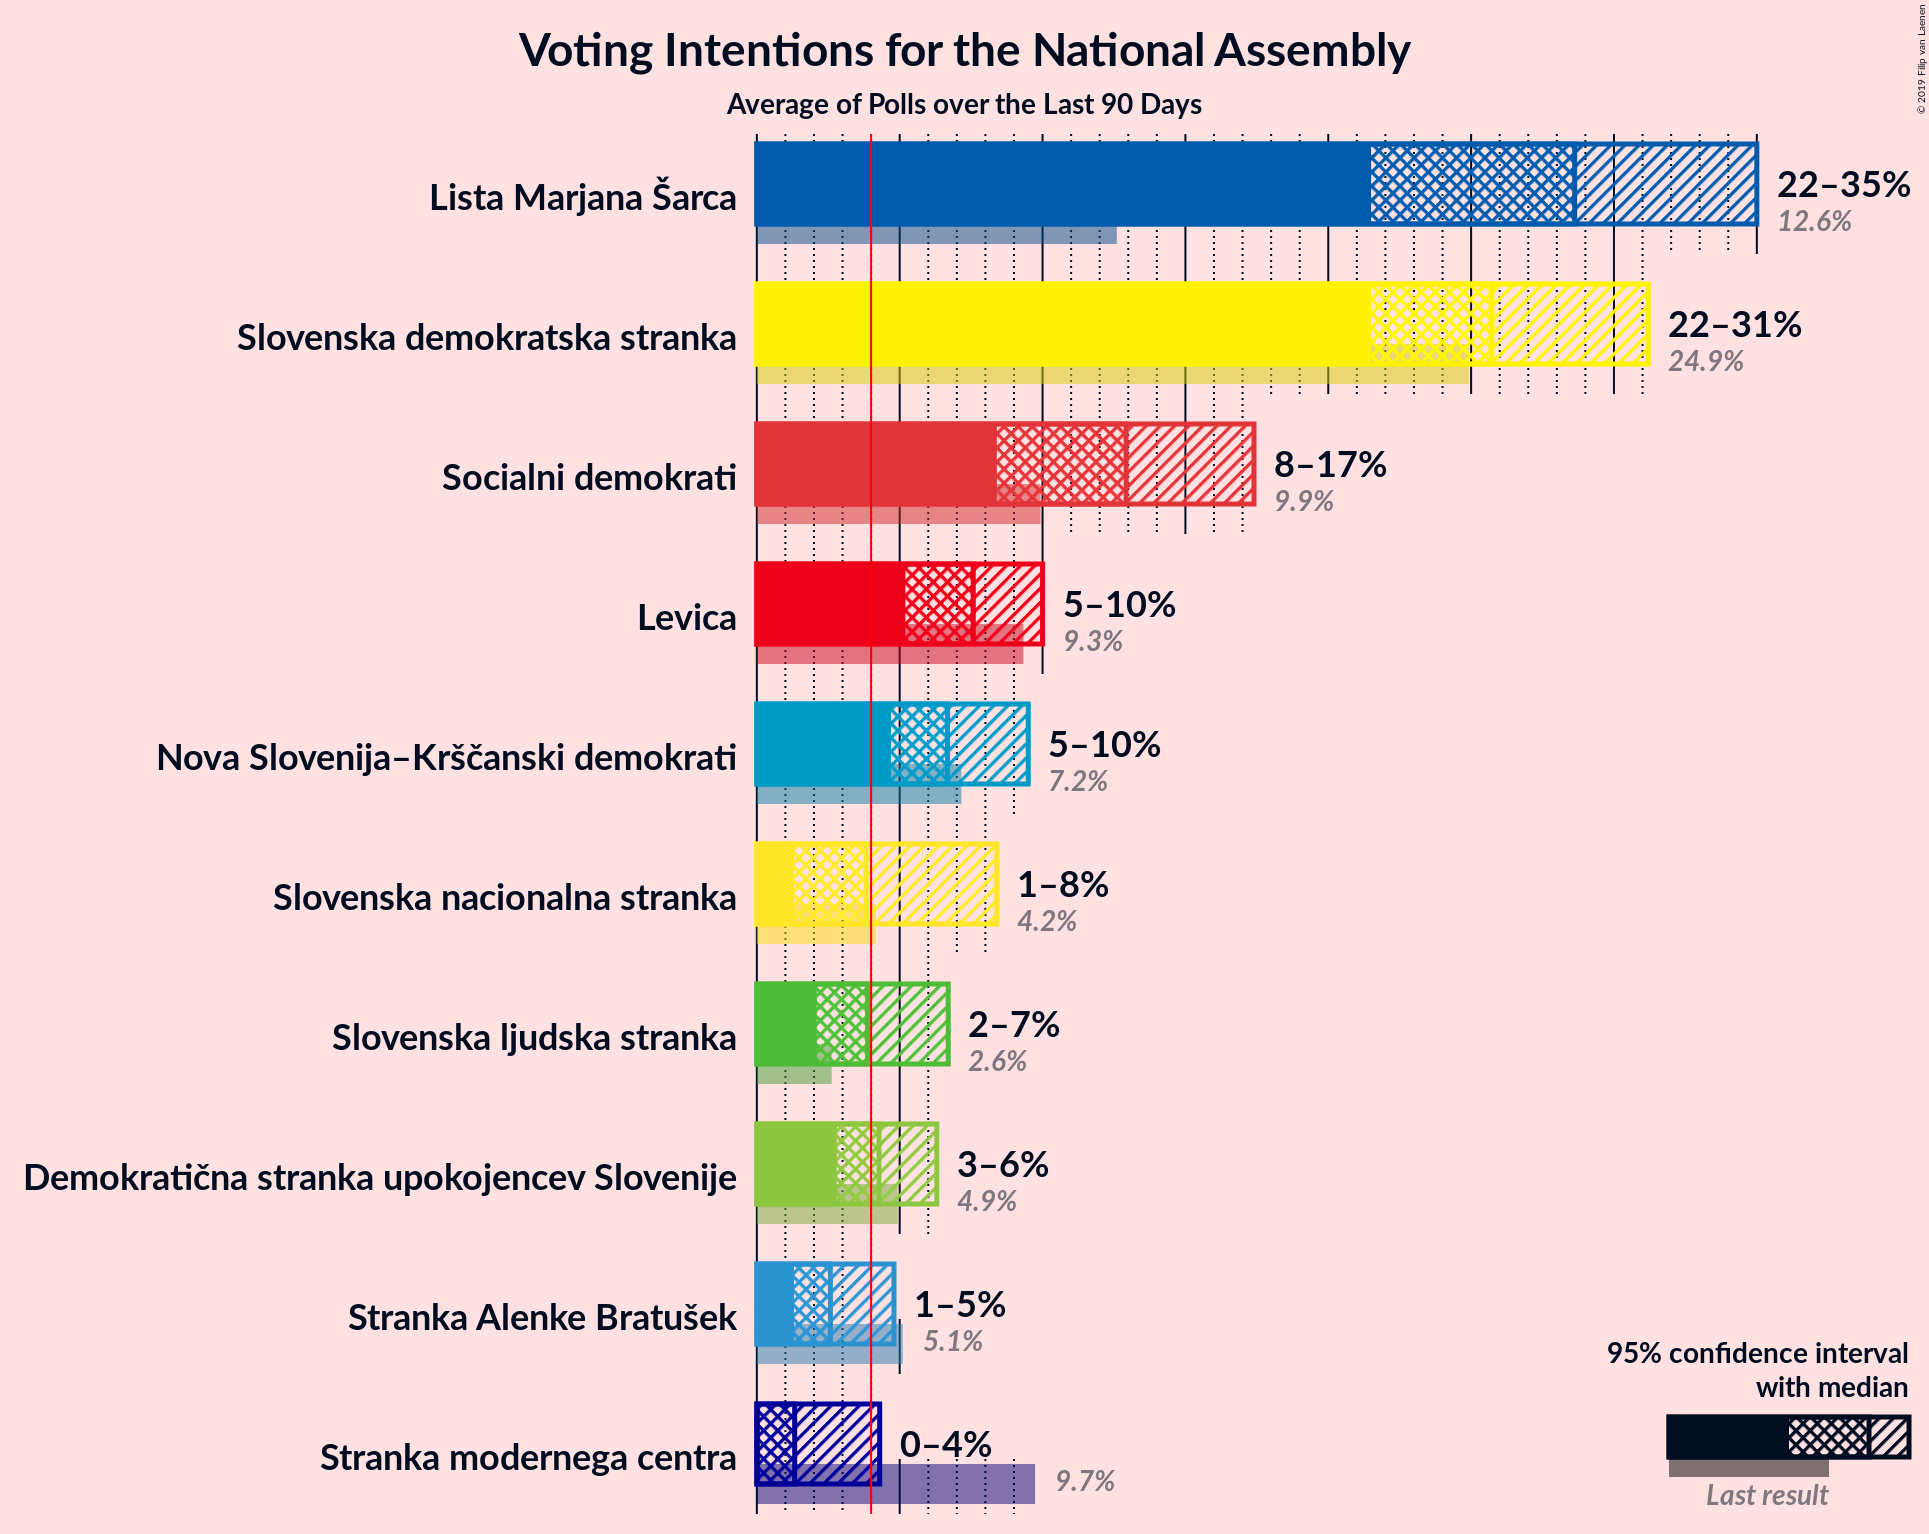 Voting Intentions for the National Assembly
Average of Polls over the Last 90 Days
© 2019 Filip van Laenen
Lista Marjana Šarca
22–35%
12.6%
Slovenska demokratska stranka
22–31%
24.9%
Socialni demokrati
8–17%
9.9%
Levica
5–10%
9.3%
Nova Slovenija–Krščanski demokrati
5–10%
7.2%
Slovenska nacionalna stranka
1–8%
4.2%
Slovenska ljudska stranka
2–7%
2.6%
Demokratična stranka upokojencev Slovenije
3–6%
4.9%
Stranka Alenke Bratušek
1–5%
5.1%
Stranka modernega centra
0–4%
9.7%
95% confidence interval
with median
Last result